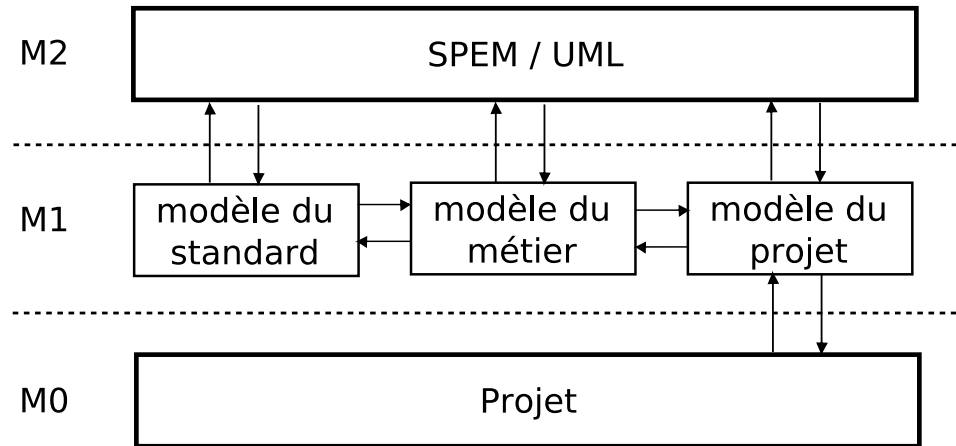 M2
SPEM / UML
M1
modèle du
standard
modèle du
métier
modèle du
projet
M0
Projet